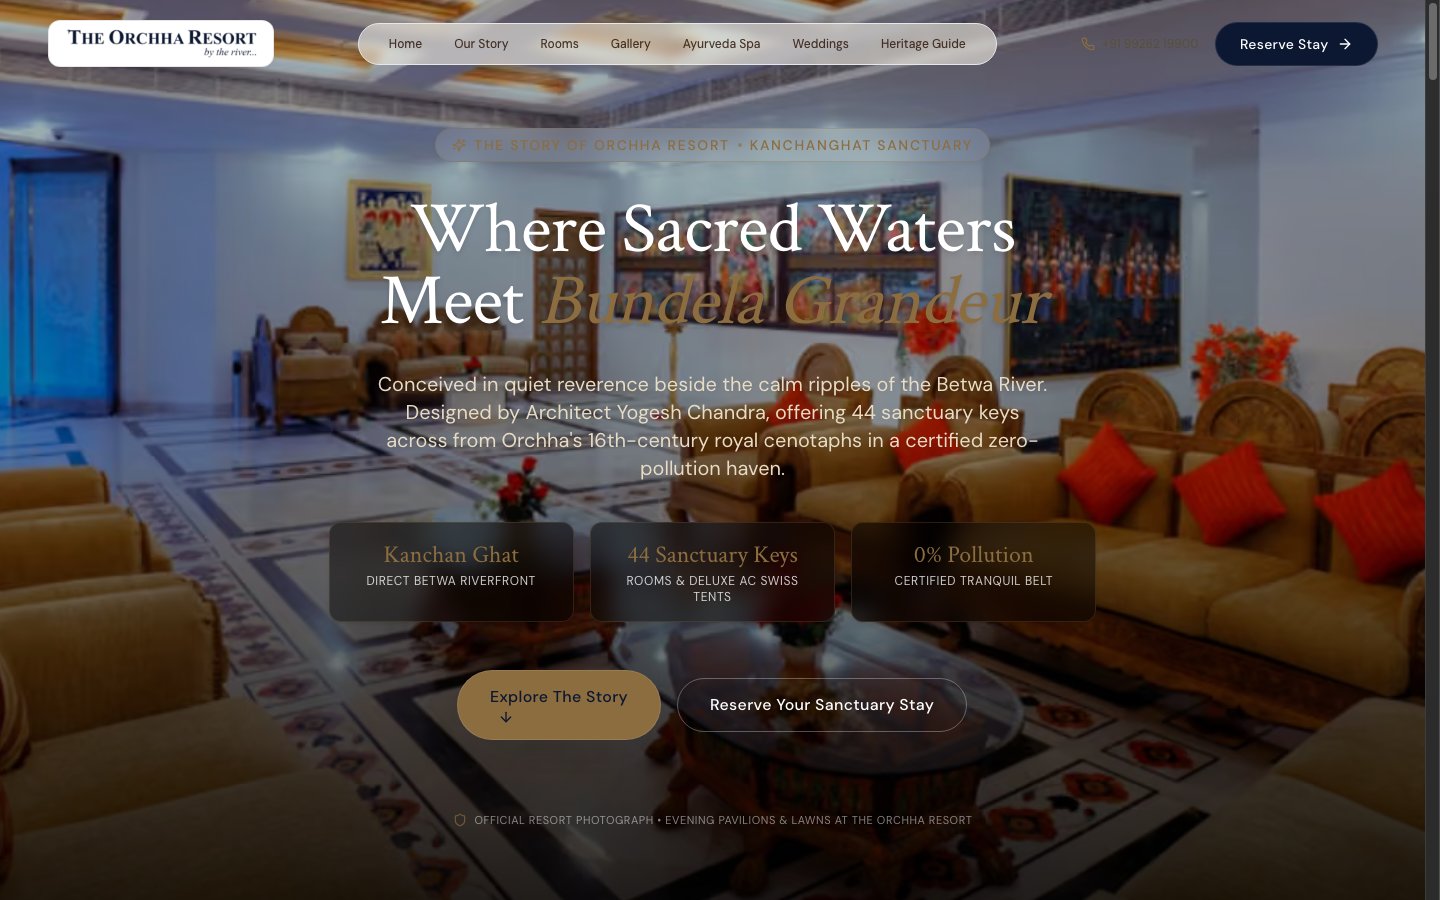 THE ORCHHA RESORT
by the river...
Home
Our Story
Rooms
Gallery
Ayurveda Spa
Weddings
Heritage Guide
+91 99262 19900
Reserve Stay →
THE STORY OF ORCHHA RESORT • KANCHANGHAT SANCTUARY
Where Sacred Waters
Meet Bundela Grandeur
Conceived in quiet reverence beside the calm ripples of the Betwa River.
Designed by Architect Yogesh Chandra, offering 44 sanctuary keys
across from Orchha's 16th-century royal cenotaphs in a certified zero-
pollution haven.
Kanchan Ghat
DIRECT BETWA RIVERFRONT
44 Sanctuary Keys
ROOMS & DELUXE AC SWISS
TENTS
0% Pollution
CERTIFIED TRANQUIL BELT
Explore The Story
↓
Reserve Your Sanctuary Stay
OFFICIAL RESORT PHOTOGRAPH • EVENING PAVILIONS & LAWNS AT THE ORCHHA RESORT